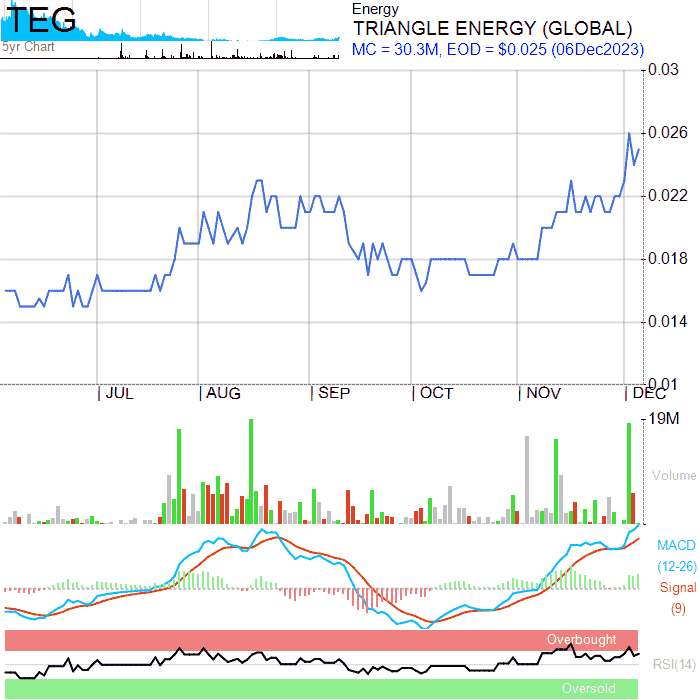 TEG
5yr Chart
Energy
TRIANGLE ENERGY (GLOBAL)
MC = 30.3M, EOD = $0.025 (06Dec2023)
0.03
0.026
0.022
0.018
0.014
0.01
JUL
AUG
SEP
OCT
NOV
DEC
19M
Volume
MACD
(12-26)
Signal
(9)
Overbought
RSI(14)
Oversold